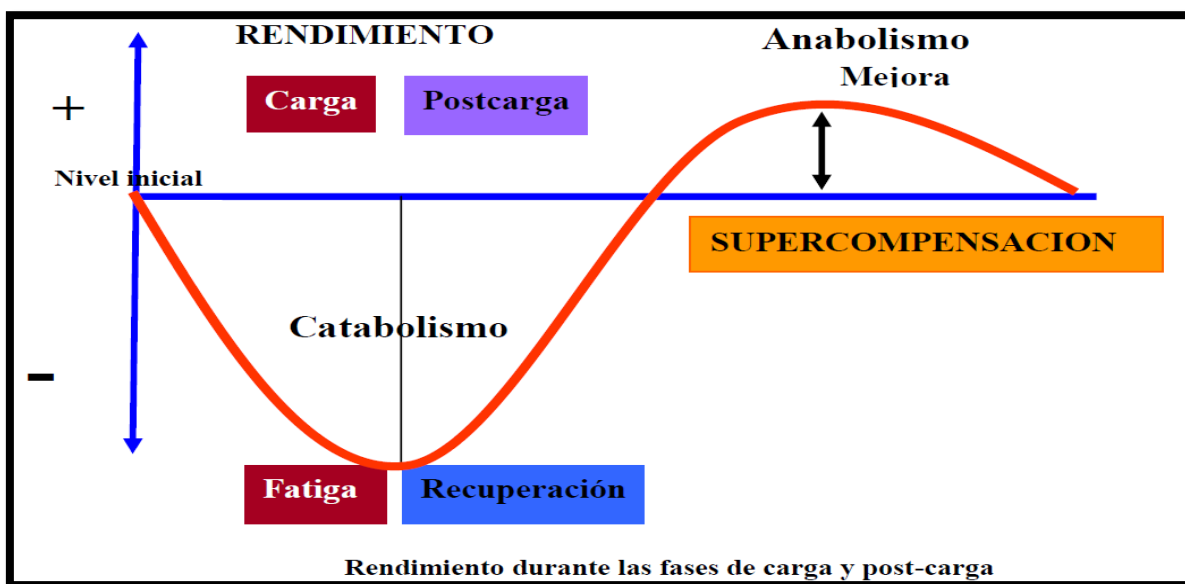 RENDIMIENTO
Anabolismo
Mejora
Carga
Postcarga
+
Nivel inicial
SUPERCOMPENSACION
Catabolismo
-
Fatiga
Recuperación
Rendimiento durante las fases de carga y post-carga